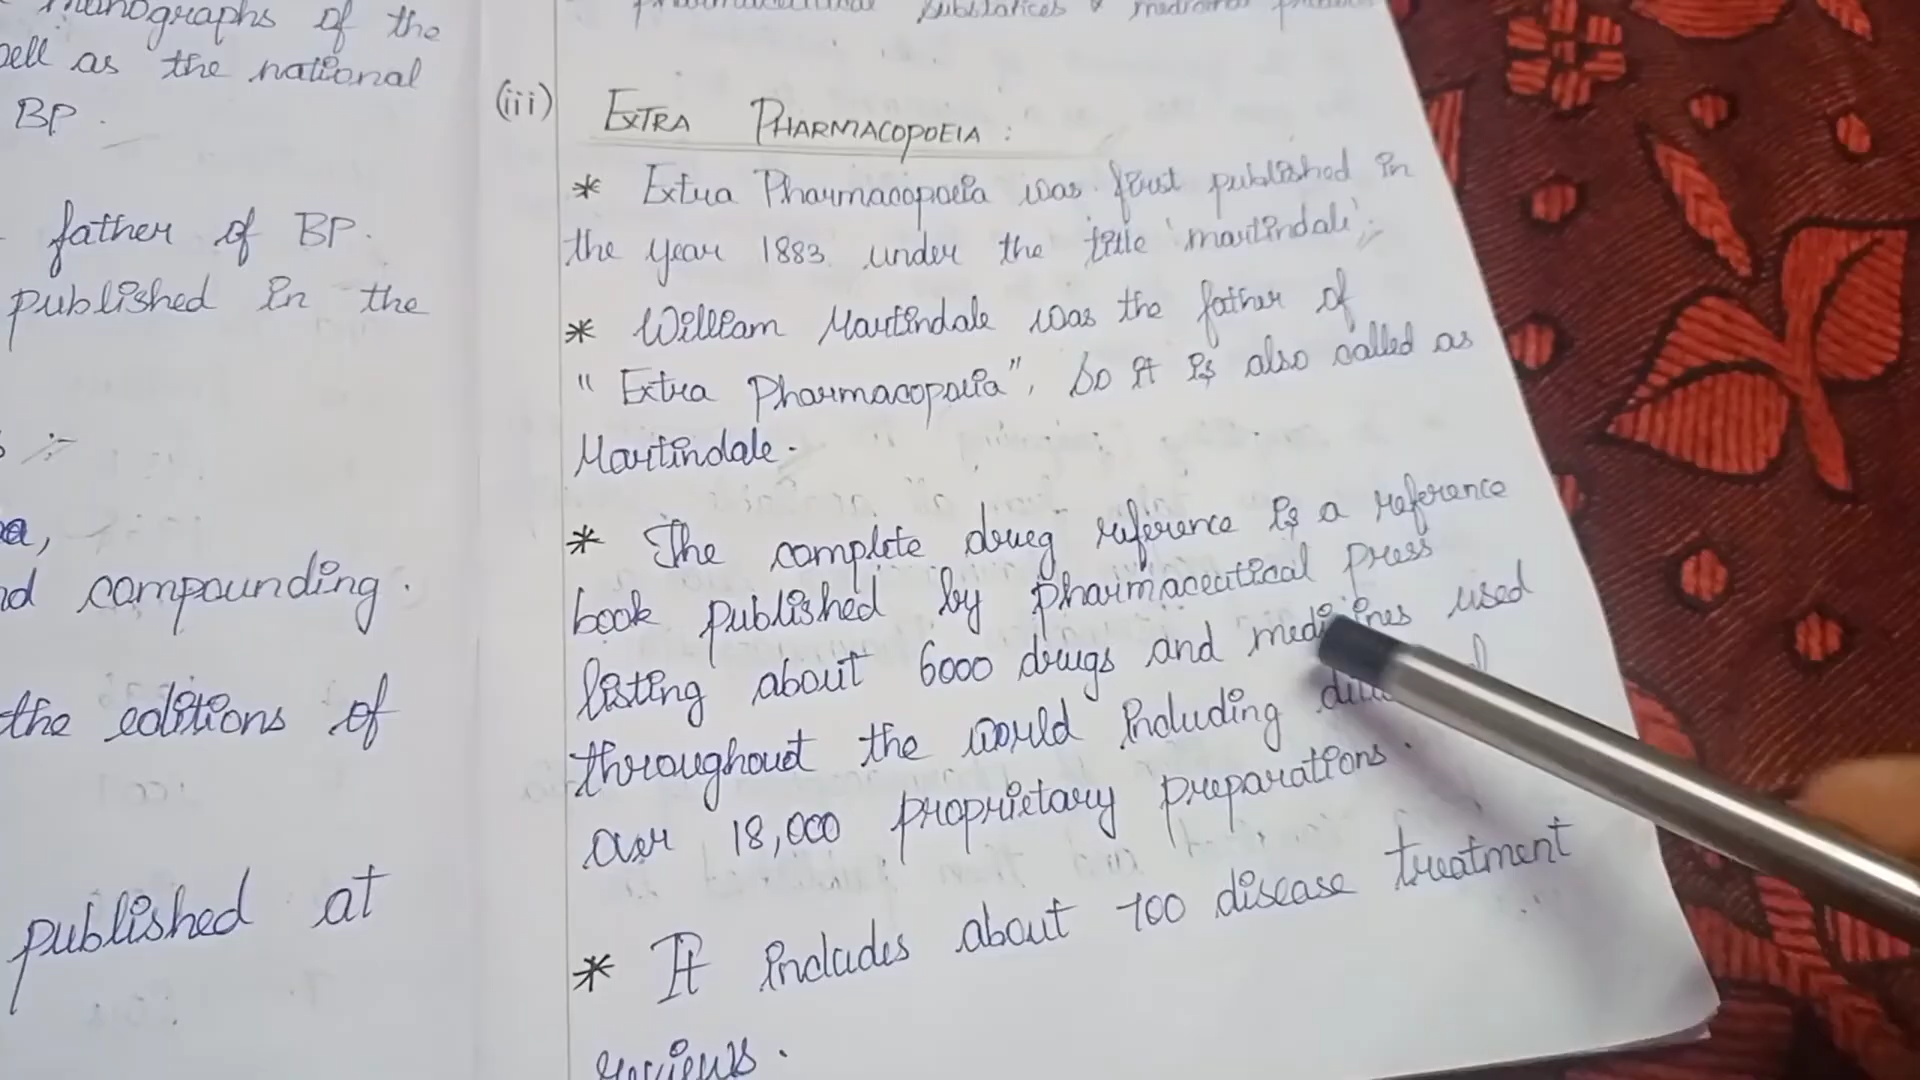 monographs of the
well as the national
BP.
father of BP.
published in the
nd compounding.
the editions of
published at
substances & medicinal
(iii) EXTRA PHARMACOPOEIA :
* Extra Pharmacopoeia was first published in
the year 1883 under the title 'martindale'.
* William Martindale was the father of
" Extra Pharmacopoeia", so it is also called as
Martindale.
* The complete drug reference is a reference
book published by pharmaceutical press
listing about 6000 drugs and medicines used
throughout the world including
over 18,000 proprietary preparations.
* It includes about 700 disease treatment
reviews.